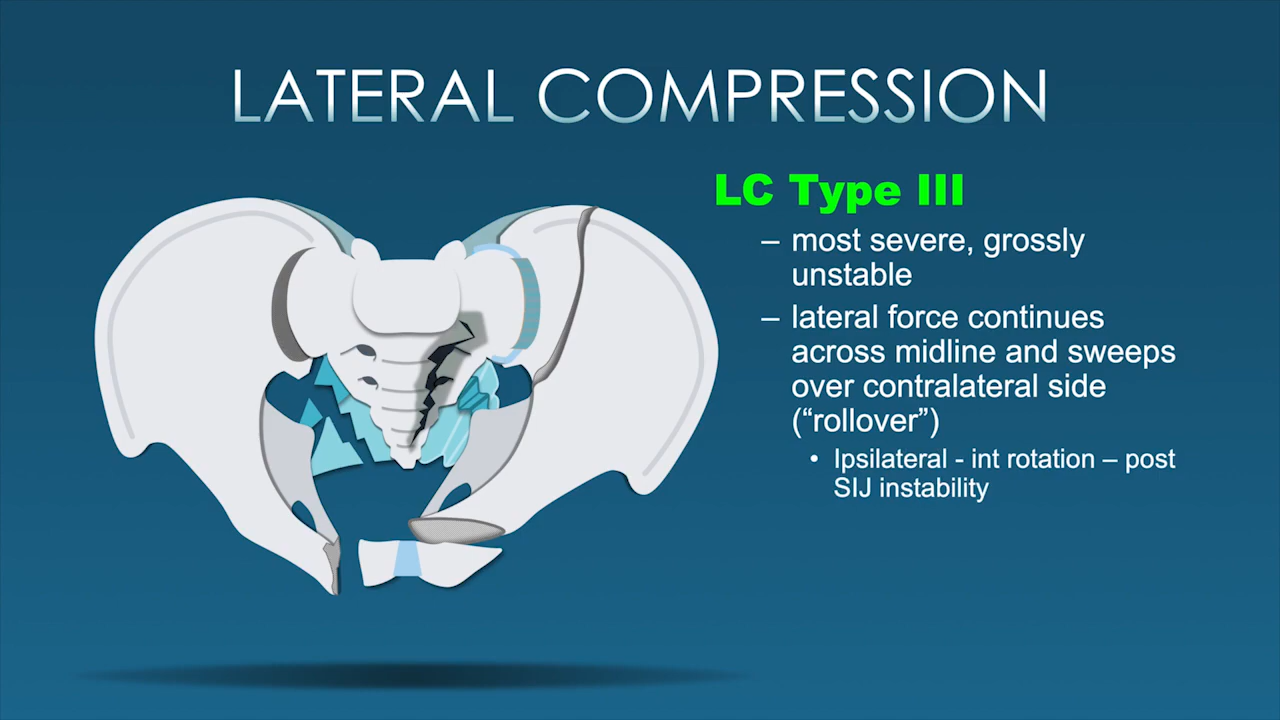 LATERAL COMPRESSION
LC Type III
– most severe, grossly
unstable
– lateral force continues
across midline and sweeps
over contralateral side
(“rollover”)
• Ipsilateral - int rotation – post
SIJ instability